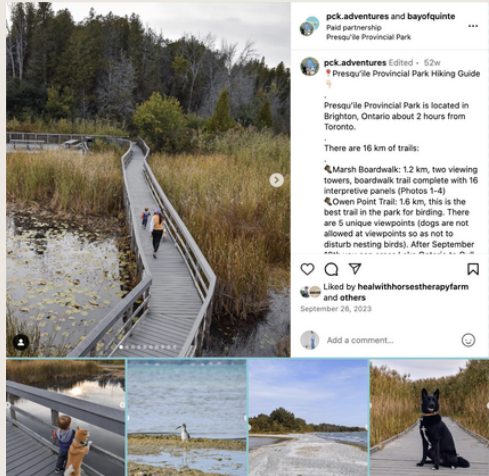 pck.adventures and bayofquinte
Paid partnership
Presqu'ile Provincial Park
pck.adventures Edited · 52w
📍Presqu'ile Provincial Park Hiking Guide
👇🏻
.
Presqu'ile Provincial Park is located in
Brighton, Ontario about 2 hours from
Toronto.
.
There are 16 km of trails:
.
🥾Marsh Boardwalk: 1.2 km, two viewing
towers, boardwalk trail complete with 16
interpretive panels (Photos 1-4)
🥾Owen Point Trail: 1.6 km, this is the
best trail in the park for birding. There
are 5 unique viewpoints (dogs are not
allowed at viewpoints so as not to
disturb nesting birds). After September
Liked by healwithhorsestherapyfarm
and others
September 26, 2023
Add a comment...